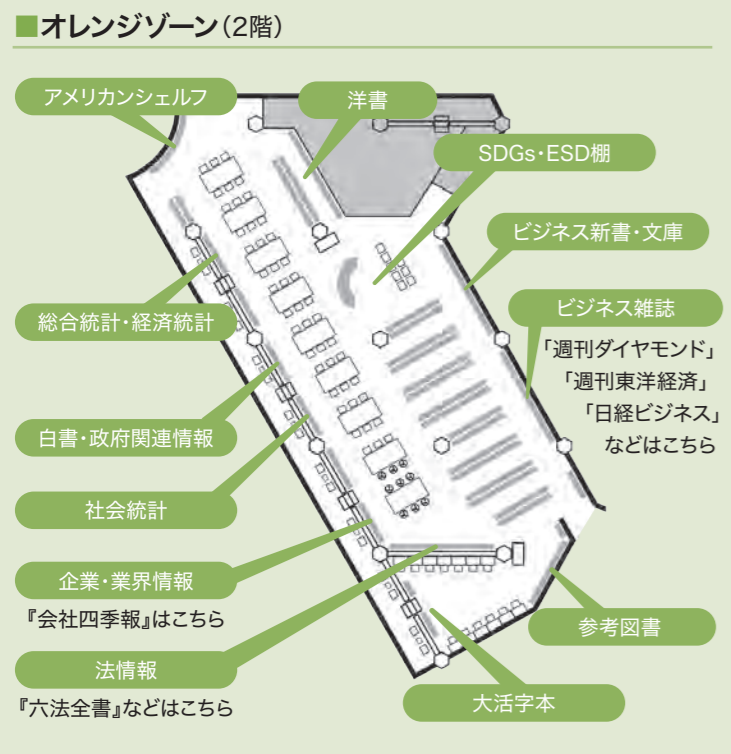 ■オレンジゾーン（2階）
アメリカンシェルフ
洋書
SDGs・ESD棚
ビジネス新書・文庫
ビジネス雑誌
「週刊ダイヤモンド」
「週刊東洋経済」
「日経ビジネス」
などはこちら
総合統計・経済統計
白書・政府関連情報
社会統計
企業・業界情報
『会社四季報』はこちら
法情報
『六法全書』などはこちら
参考図書
大活字本